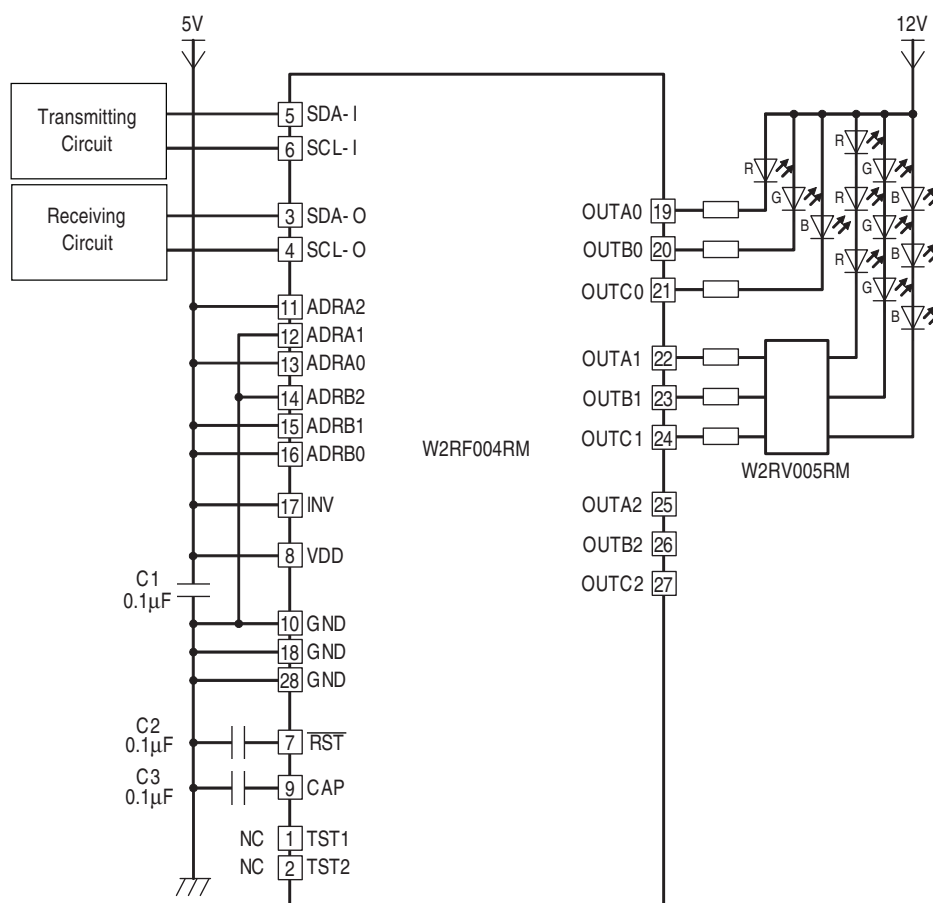 5V
12V
Transmitting
Circuit
5 SDA-I
6 SCL-I
Receiving
Circuit
3 SDA-O
4 SCL-O
11 ADRA2
12 ADRA1
13 ADRA0
14 ADRB2
15 ADRB1
16 ADRB0
17 INV
8 VDD
C1
0.1µF
10 GND
18 GND
28 GND
C2
0.1µF
7 RST
C3
0.1µF
9 CAP
NC 1 TST1
NC 2 TST2
W2RF004RM
OUTA0 19
OUTB0 20
OUTC0 21
OUTA1 22
OUTB1 23
OUTC1 24
OUTA2 25
OUTB2 26
OUTC2 27
W2RV005RM
R
G
B
R
R
R
G
G
G
B
B
B